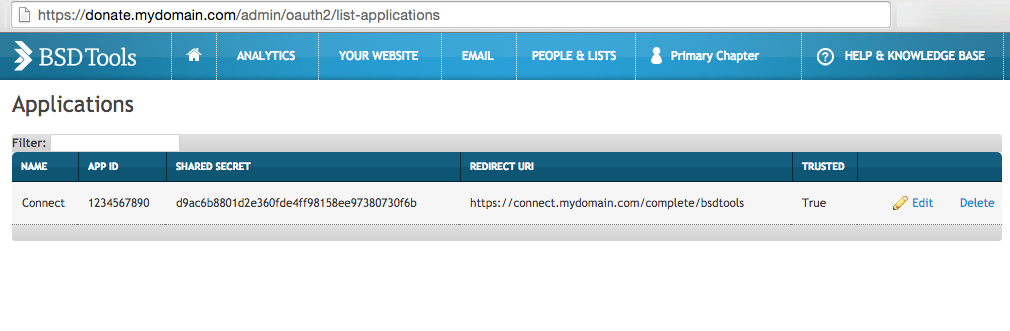 https://donate.mydomain.com/admin/oauth2/list-applications
BSD Tools ANALYTICS YOUR WEBSITE EMAIL PEOPLE & LISTS Primary Chapter HELP & KNOWLEDGE BASE
Applications
Filter:
NAME APP ID SHARED SECRET REDIRECT URI TRUSTED
Connect 1234567890 d9ac6b8801d2e360fde4ff98158ee97380730f6b https://connect.mydomain.com/complete/bsdtools True Edit Delete